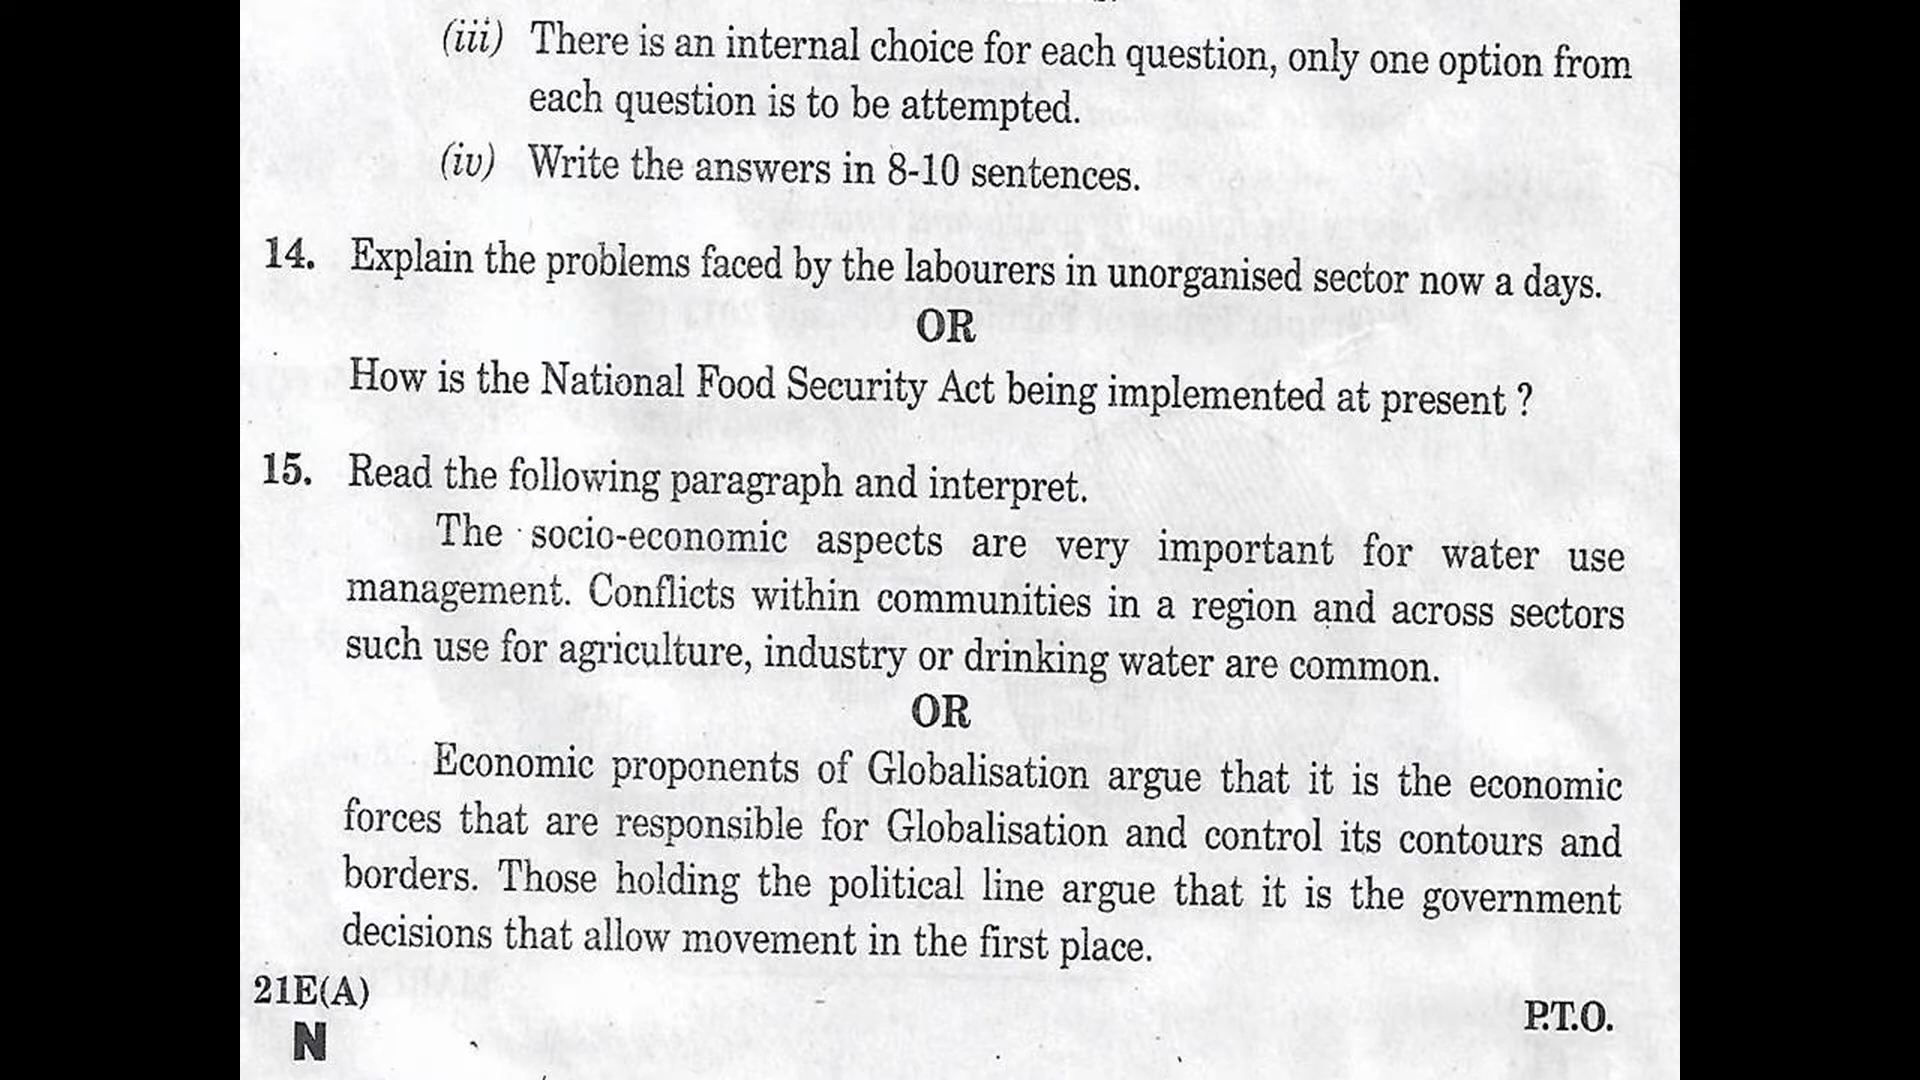 (iii) There is an internal choice for each question, only one option from
each question is to be attempted.
(iv) Write the answers in 8-10 sentences.
14. Explain the problems faced by the labourers in unorganised sector now a days.
OR
How is the National Food Security Act being implemented at present ?
15. Read the following paragraph and interpret.
The socio-economic aspects are very important for water use
management. Conflicts within communities in a region and across sectors
such use for agriculture, industry or drinking water are common.
OR
Economic proponents of Globalisation argue that it is the economic
forces that are responsible for Globalisation and control its contours and
borders. Those holding the political line argue that it is the government
decisions that allow movement in the first place.
21E(A)
P.T.O.
N